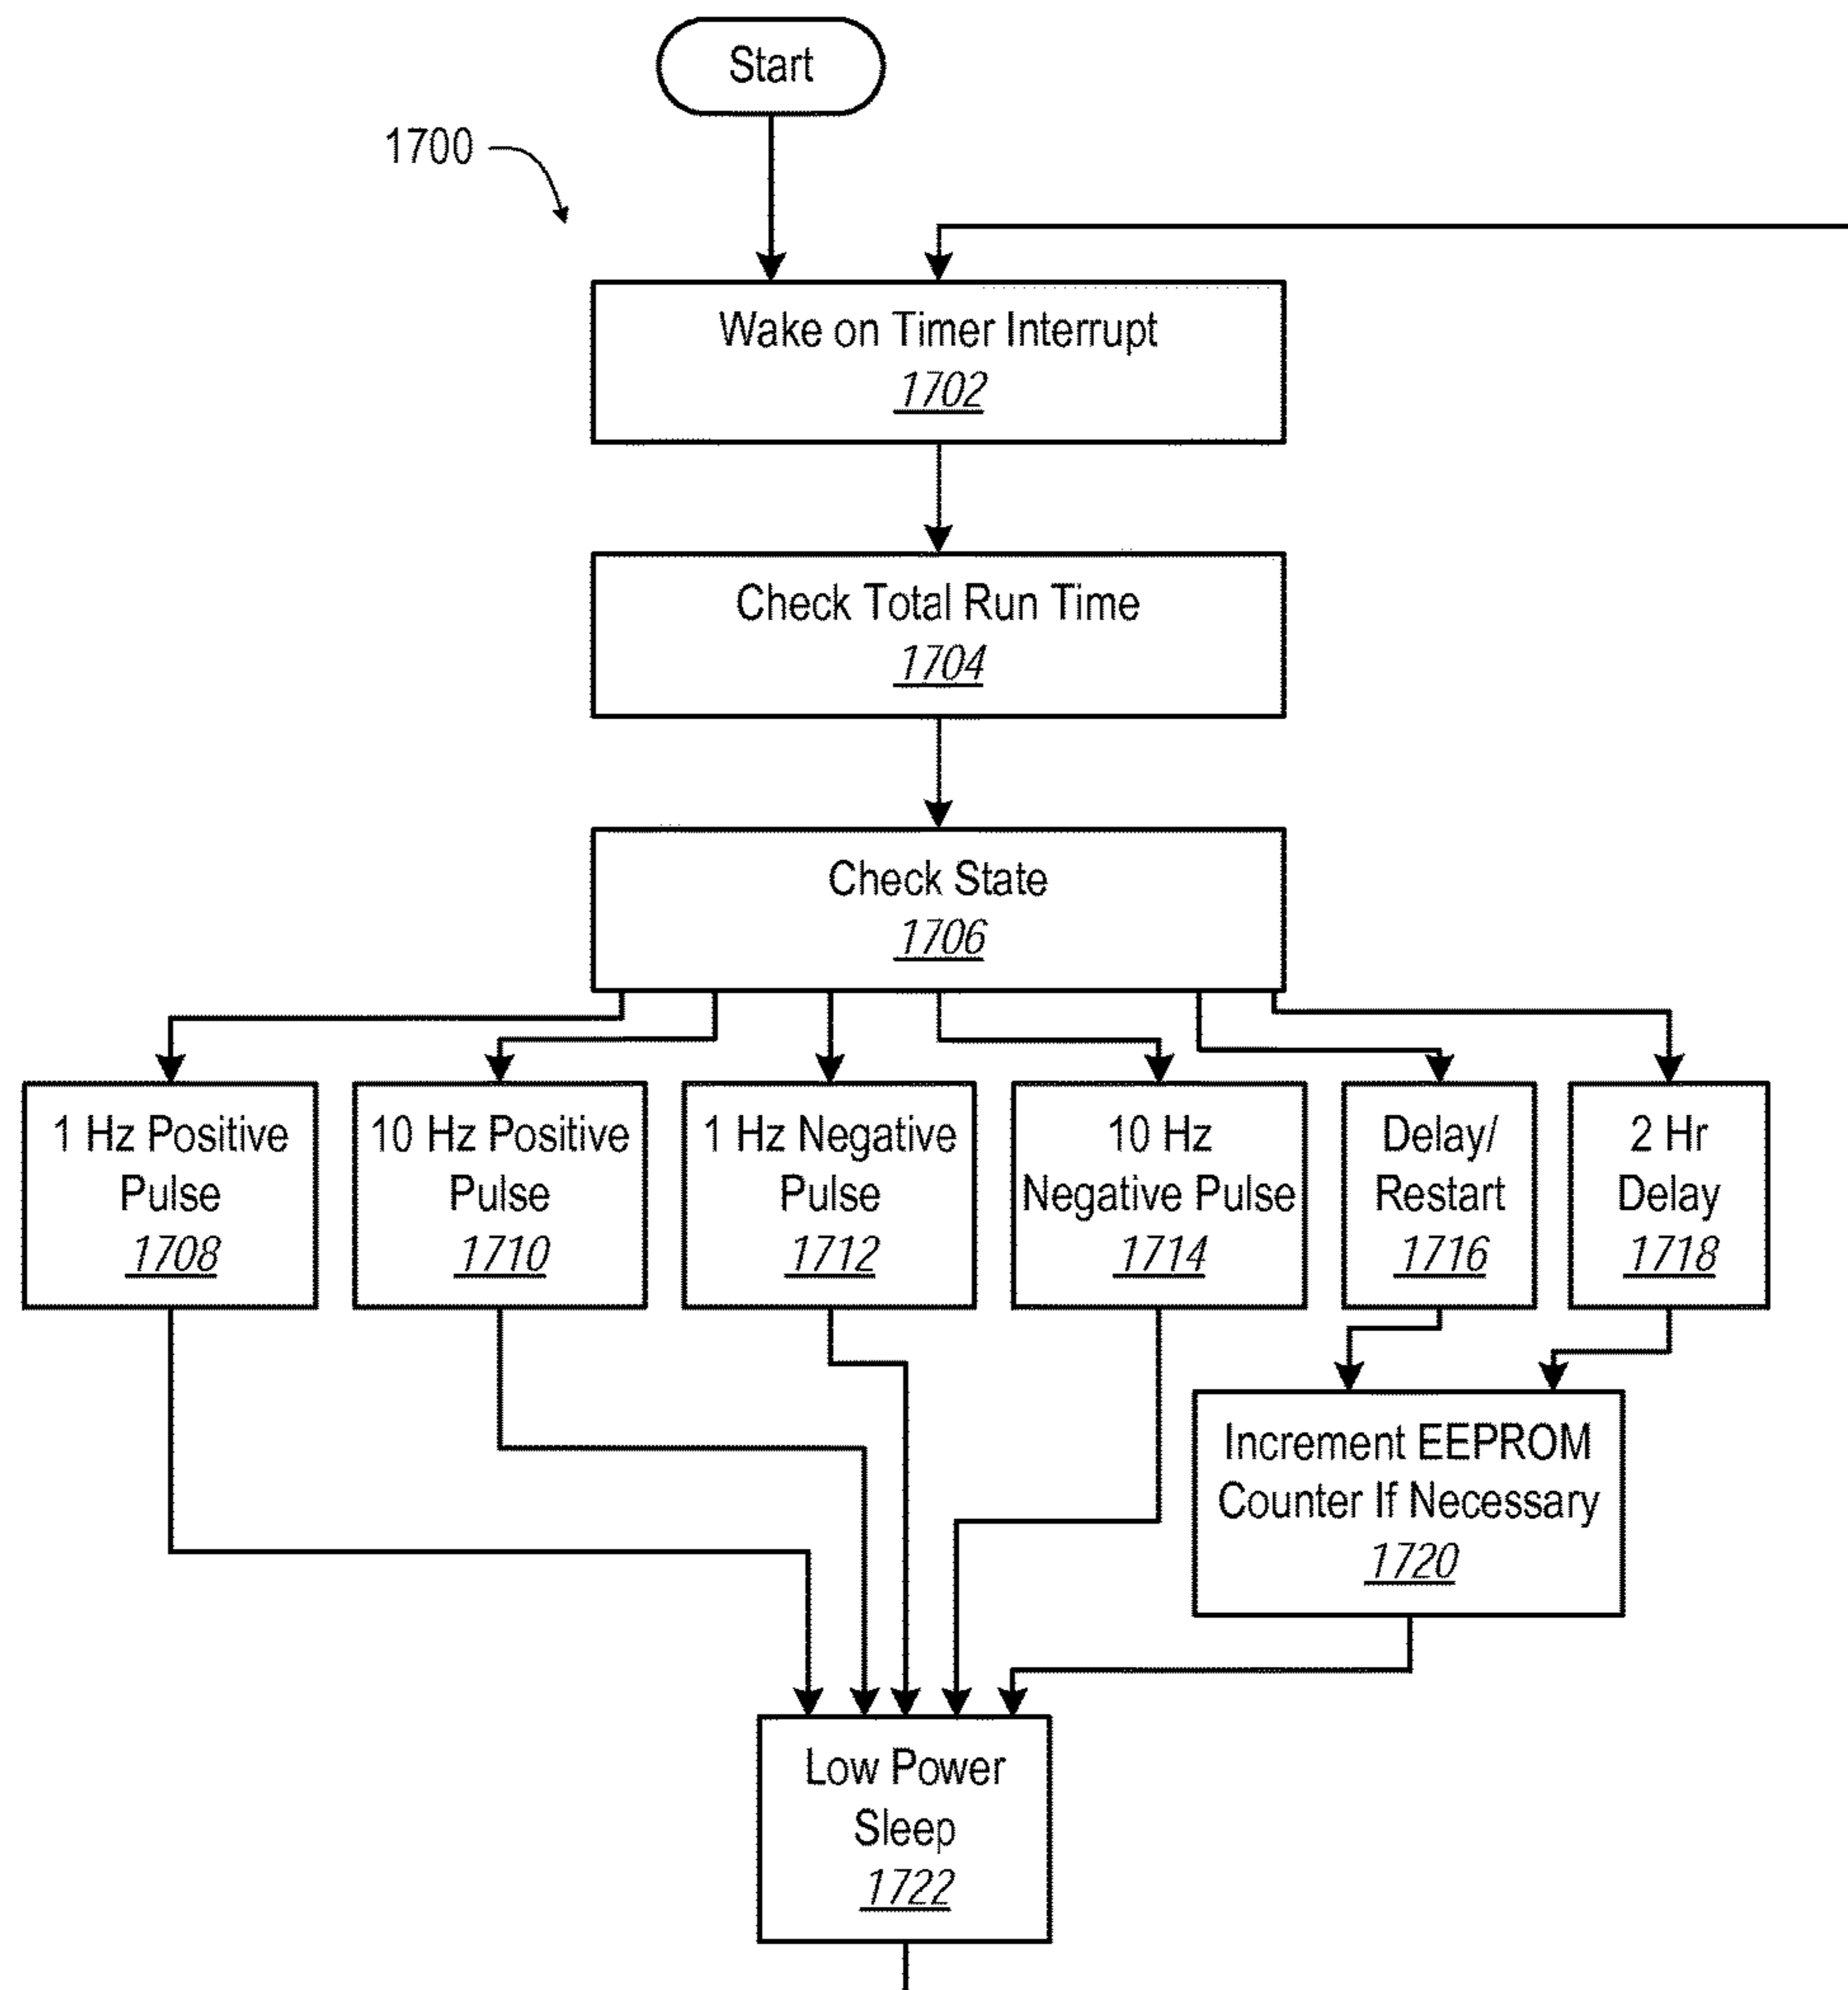 Start
1700
Wake on Timer Interrupt
1702
Check Total Run Time
1704
Check State
1706
1 Hz Positive
Pulse
1708
10 Hz Positive
Pulse
1710
1 Hz Negative
Pulse
1712
10 Hz
Negative Pulse
1714
Delay/
Restart
1716
2 Hr
Delay
1718
Increment EEPROM
Counter If Necessary
1720
Low Power
Sleep
1722